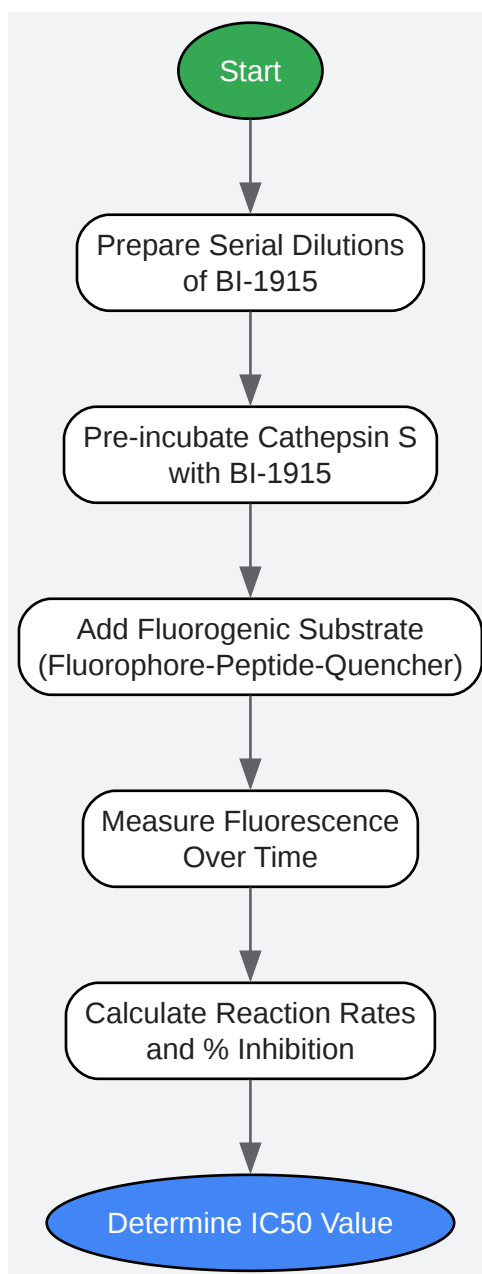 Start
Prepare Serial Dilutions
of BI-1915
Pre-incubate Cathepsin S
with BI-1915
Add Fluorogenic Substrate
(Fluorophore-Peptide-Quencher)
Measure Fluorescence
Over Time
Calculate Reaction Rates
and % Inhibition
Determine IC50 Value